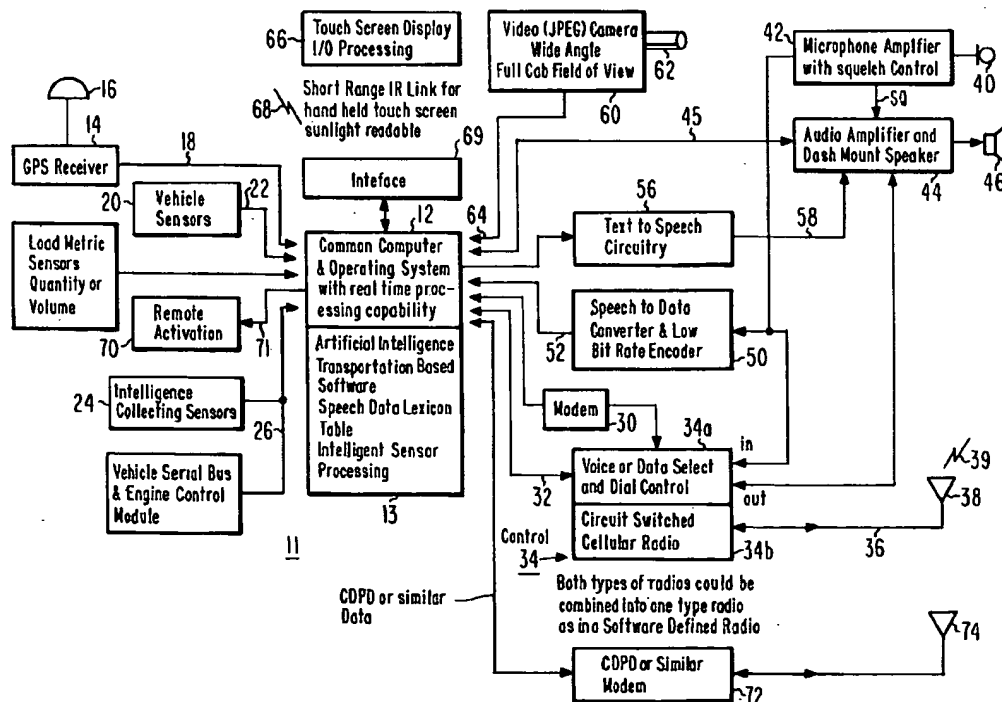 66
Touch Screen Display
I/O Processing
Video (JPEG) Camera
Wide Angle
Full Cab Field of View
62
60
42
Microphone Amplfier
with squelch Control
40
SQ
16
Short Range IR Link for
hand held touch screen
sunlight readable
68
45
Audio Amplifier and
Dash Mount Speaker
44
46
14
GPS Receiver
18
69
Inteface
20
Vehicle
Sensors
22
12
64
56
Text to Speech
Circuitry
58
Load Metric
Sensors
Quantity or
Volume
Common Computer
& Operating System
with real time proc-
essing capability
Remote
Activation
70
71
52
Speech to Data
Converter & Low
Bit Rate Encoder
50
Artificial Intelligence
Transportation Based
Software
Speech Data Lexicon
Table
Intelligent Sensor
Processing
13
24
Intelligence
Collecting Sensors
26
Modem
30
34a
in
Voice or Data Select
and Dial Control
32
out
39
38
Vehicle Serial Bus
& Engine Control
Module
11
Circuit Switched
Cellular Radio
34b
36
Control
34
CDPD or similar
Data
Both types of radios could be
combined into one type radio
as in a Software Defined Radio
74
CDPD or Similar
Modem
72